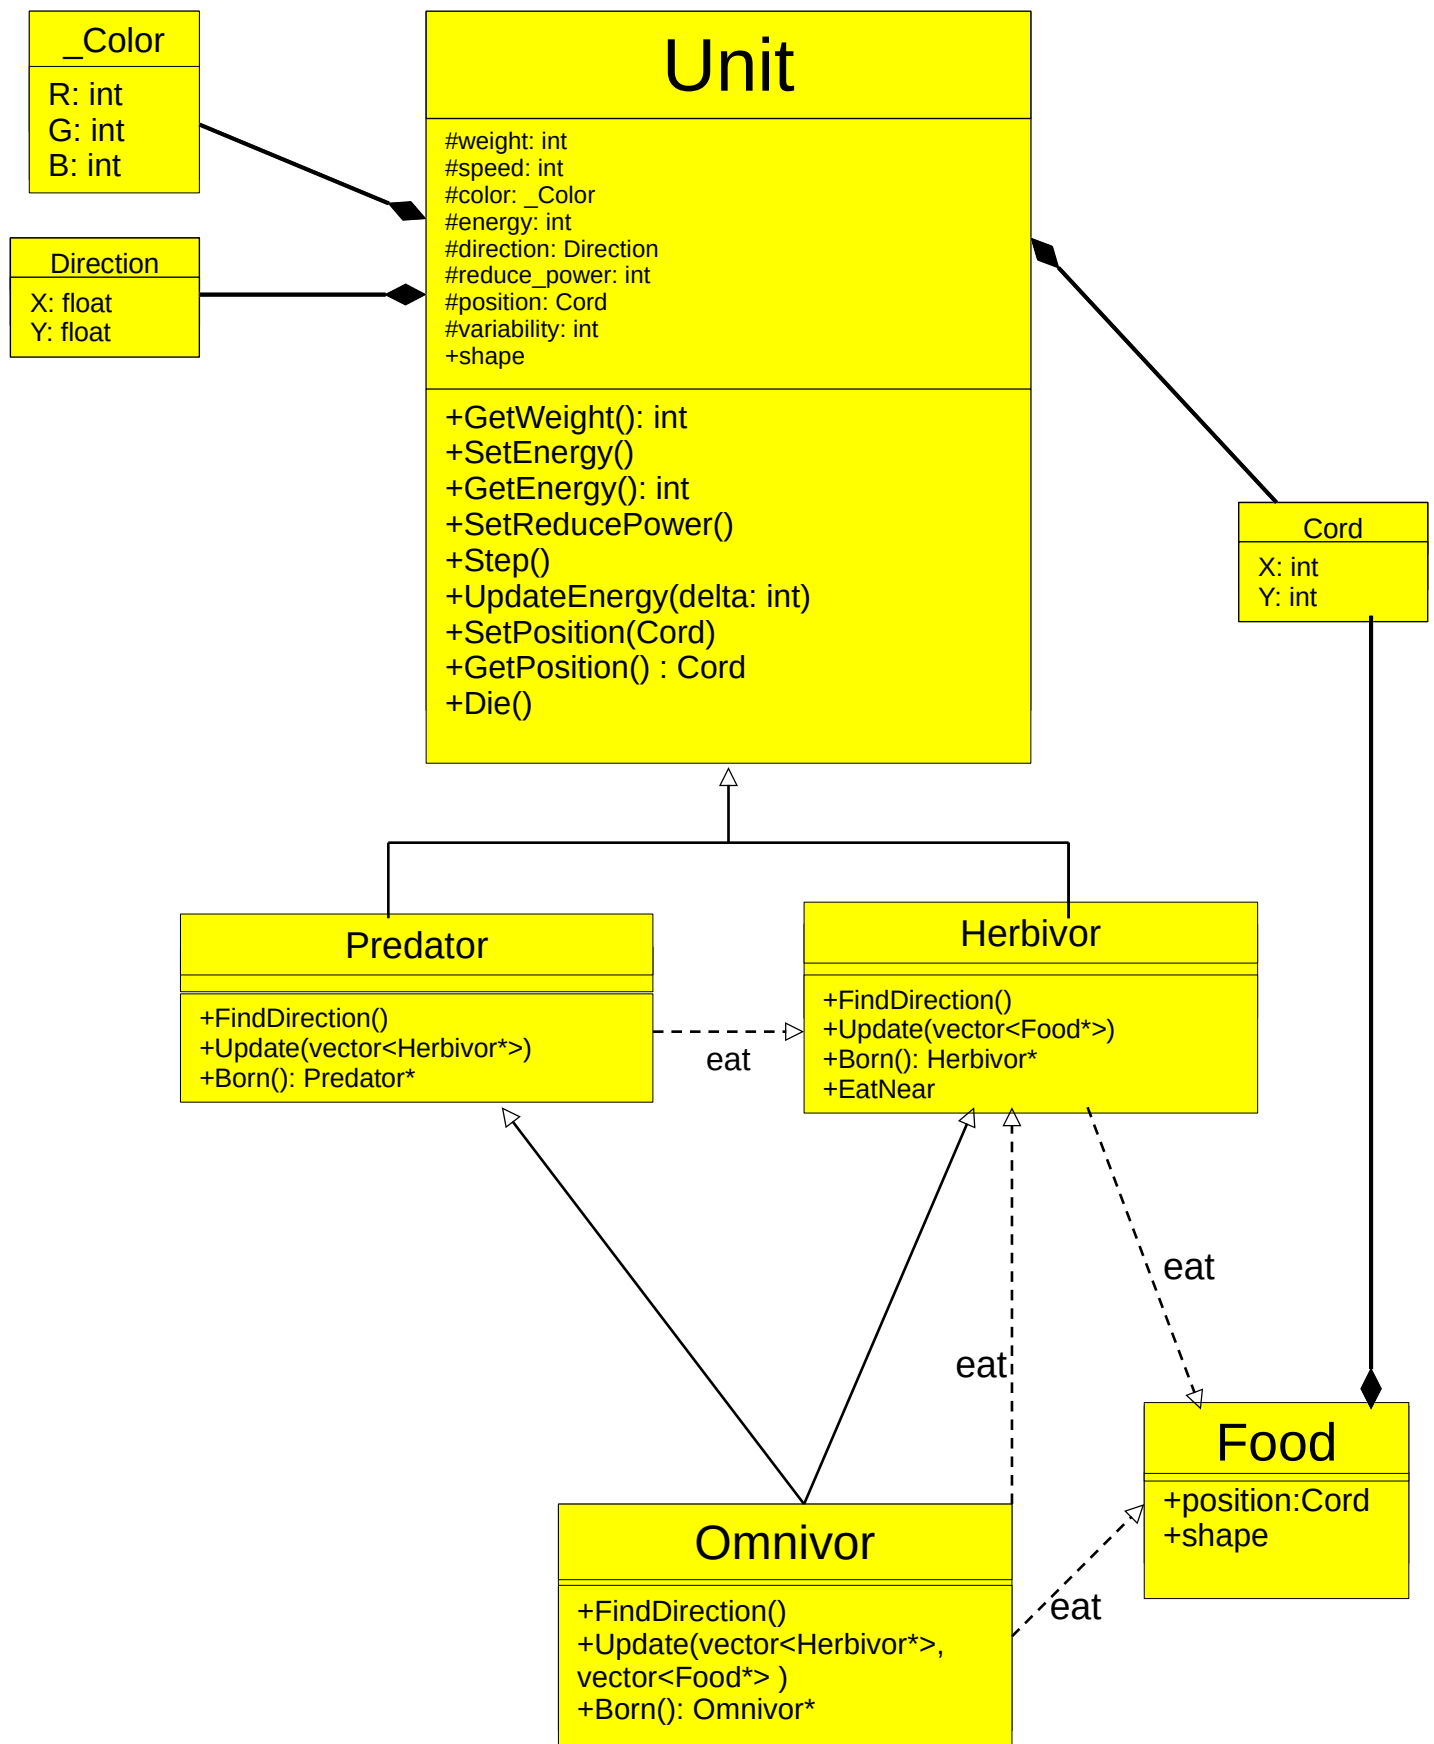 _Color
R: int
G: int
B: int
Unit
#weight: int
#speed: int
#color: _Color
#energy: int
#direction: Direction
#reduce_power: int
#position: Cord
#variability: int
+shape
+GetWeight(): int
+SetEnergy()
+GetEnergy(): int
+SetReducePower()
+Step()
+UpdateEnergy(delta: int)
+SetPosition(Cord)
+GetPosition() : Cord
+Die()
Direction
X: float
Y: float
Cord
X: int
Y: int
Predator
+FindDirection()
+Update(vector<Herbivor*>)
+Born(): Predator*
eat
Herbivor
+FindDirection()
+Update(vector<Food*>)
+Born(): Herbivor*
+EatNear
eat
eat
Food
+position:Cord
+shape
Omnivor
+FindDirection()
+Update(vector<Herbivor*>,
vector<Food*> )
+Born(): Omnivor*
eat